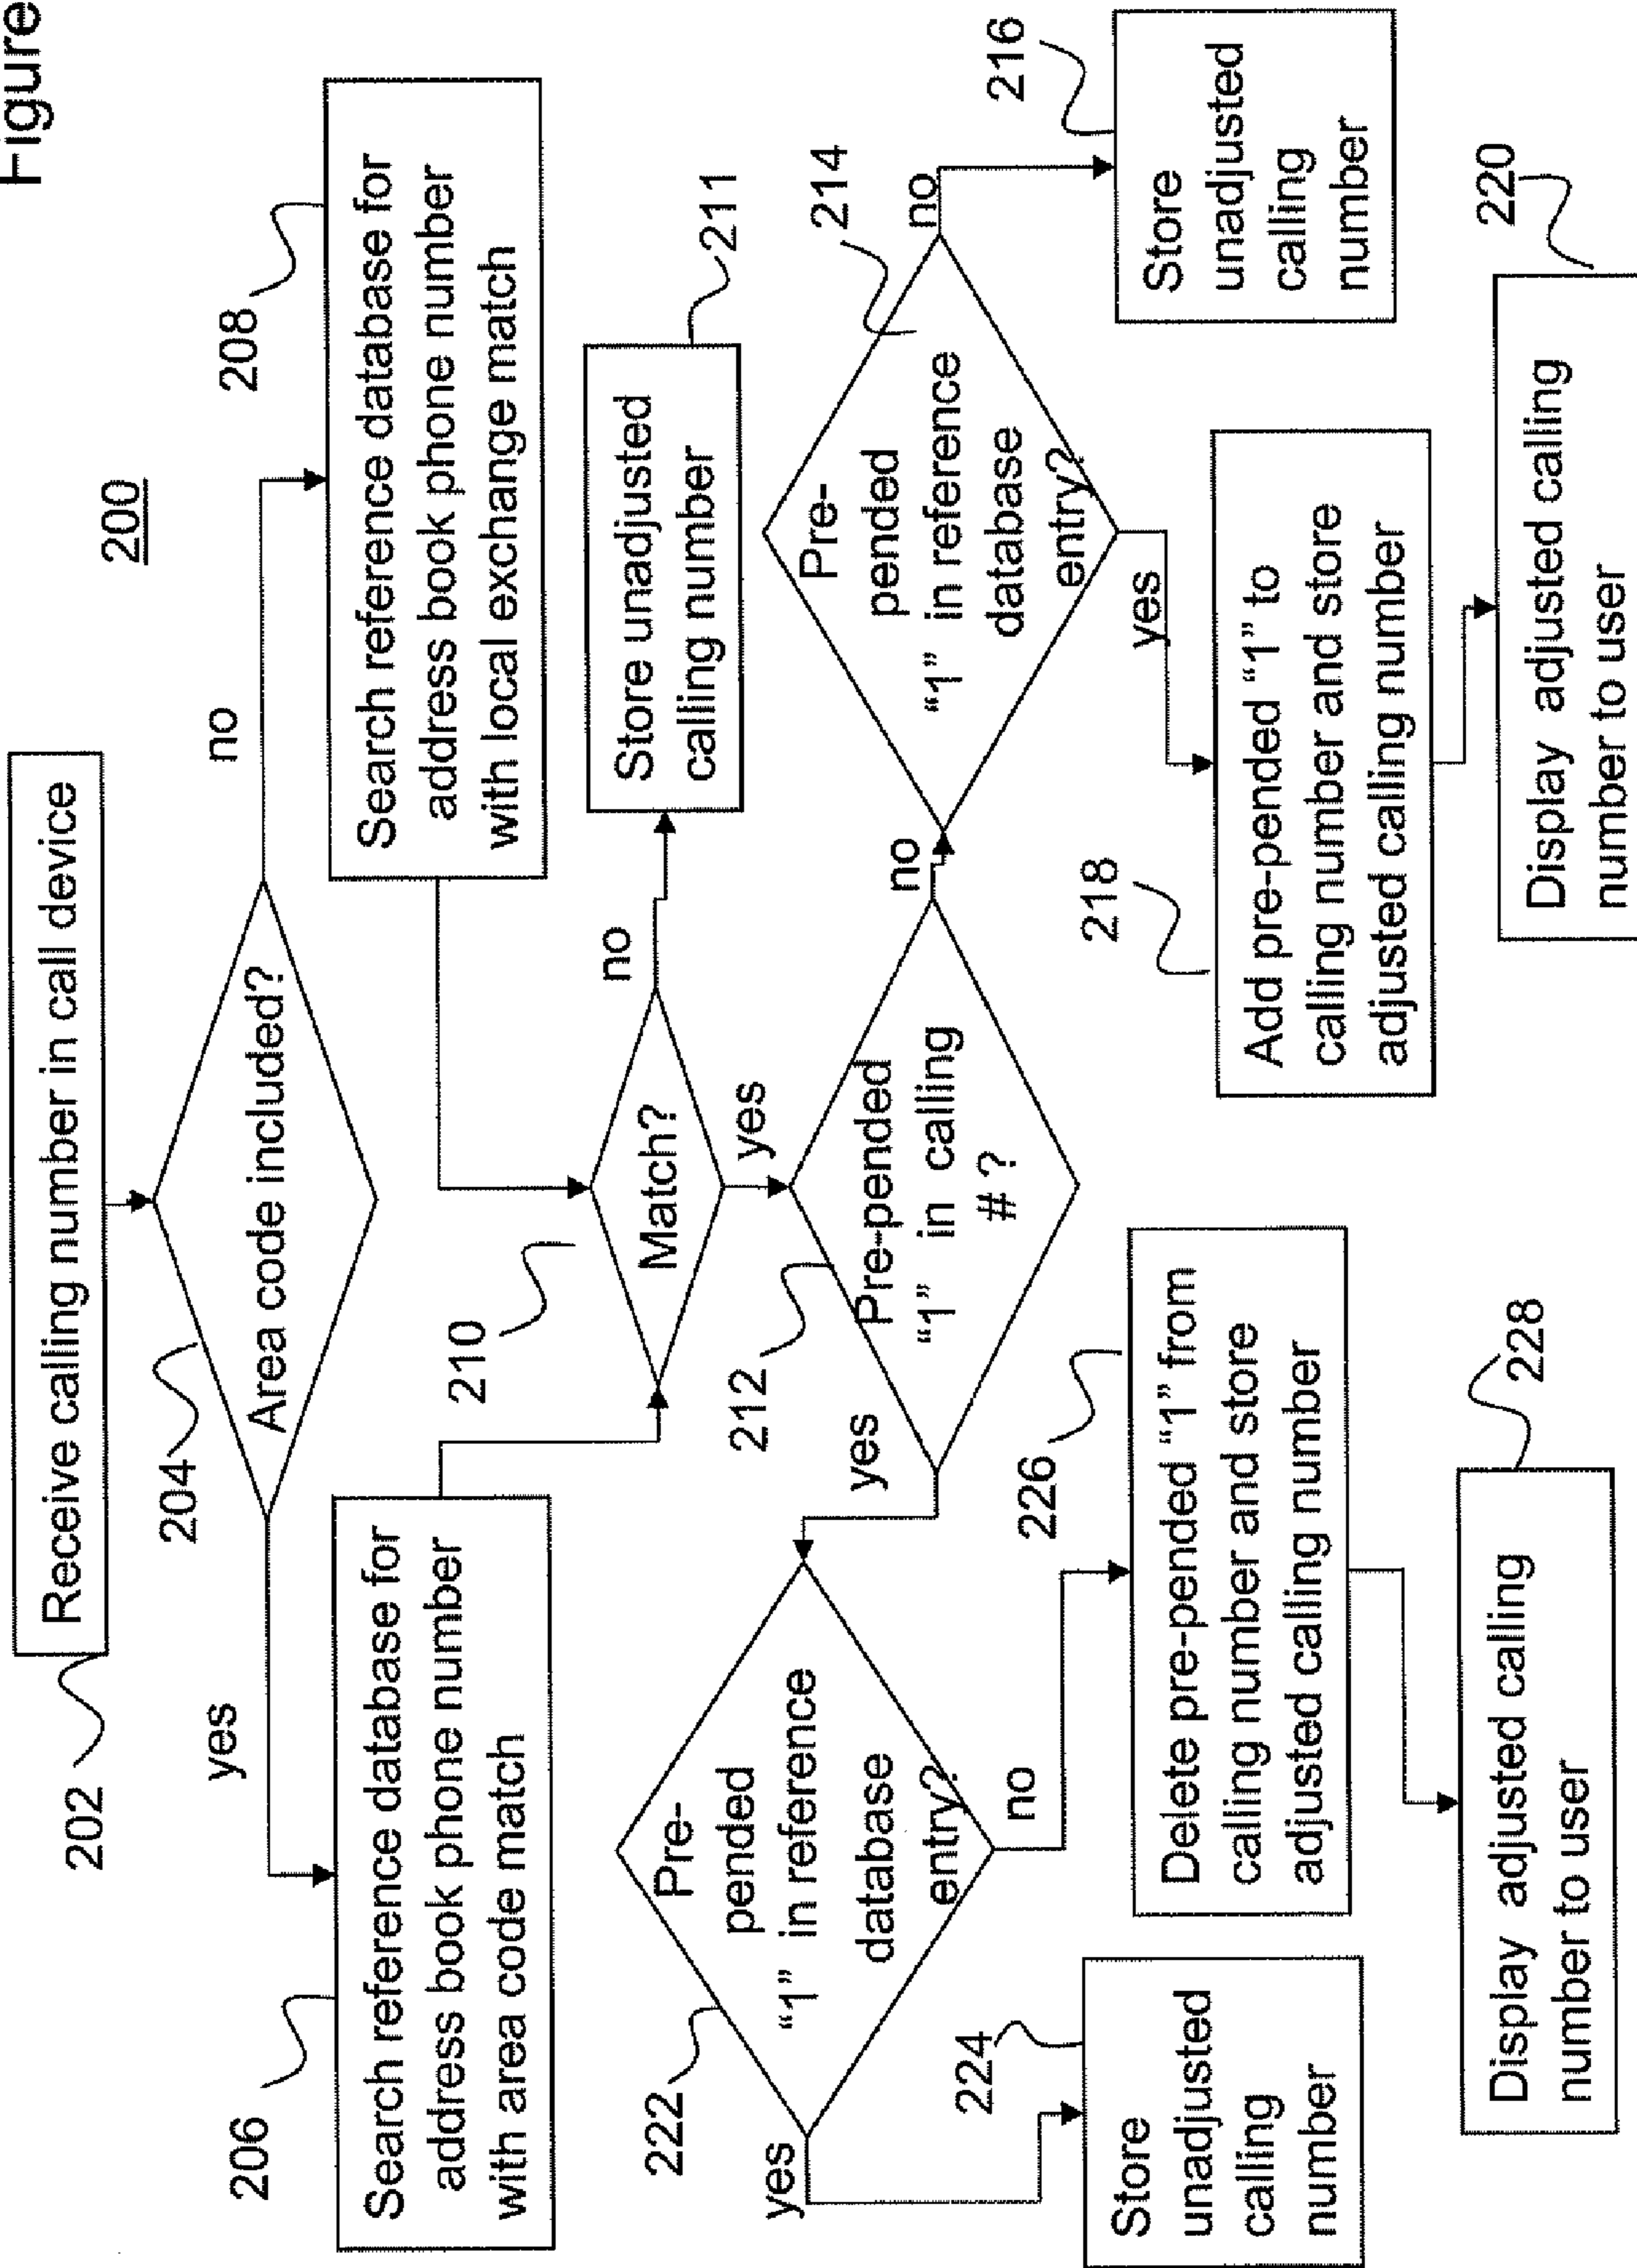 Figure
200
Receive calling number in call device
202
Area code included?
204
yes
no
Search reference database for
address book phone number
with area code match
206
Search reference database for
address book phone number
with local exchange match
208
Match?
210
no
yes
Store unadjusted
calling number
211
Pre-pended
"1" in calling
# ?
212
yes
no
Pre-
pended
"1" in reference
database
entry?
222
yes
no
Pre-
pended
"1" in reference
database
entry?
214
no
yes
Store
unadjusted
calling
number
224
Delete pre-pended "1" from
calling number and store
adjusted calling number
226
Add pre-pended "1" to
calling number and store
adjusted calling number
218
Store
unadjusted
calling
number
216
Display adjusted calling
number to user
228
Display adjusted calling
number to user
220